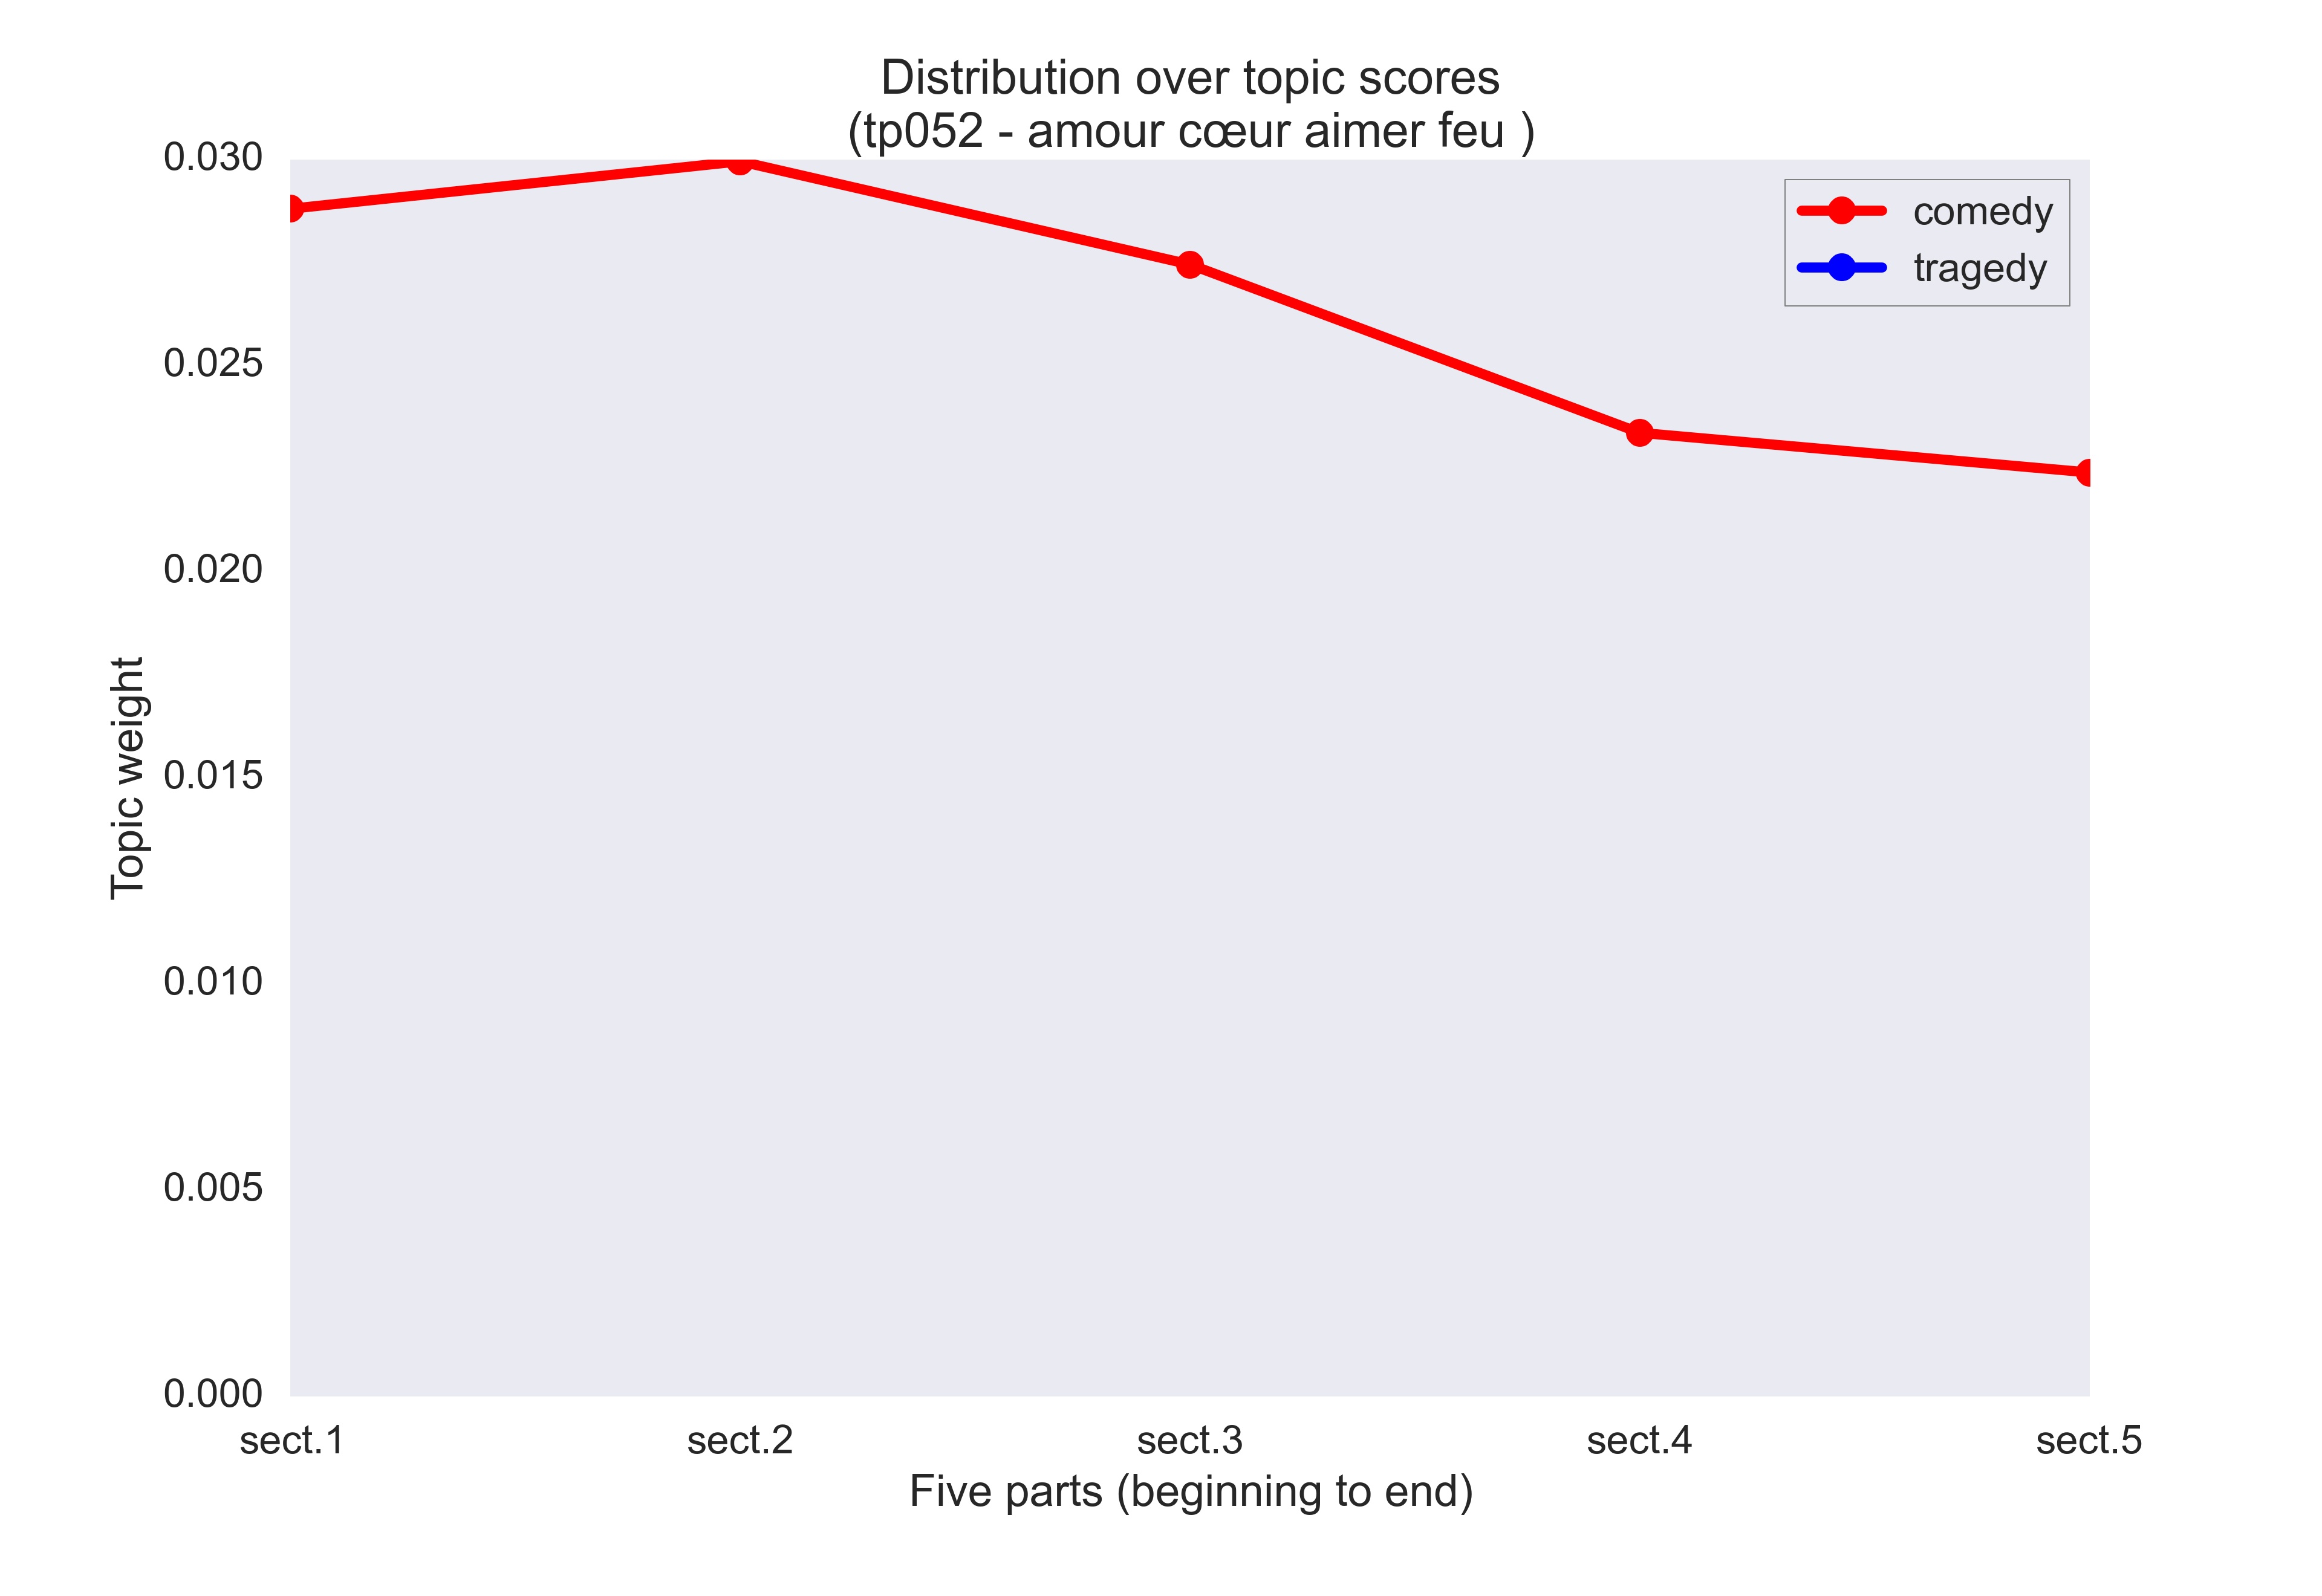 Distribution over topic scores
(tp052 - amour cœur aimer feu )
0.030
0.025
0.020
0.015
0.010
0.005
0.000
Topic weight
comedy
tragedy
sect.1
sect.2
sect.3
sect.4
sect.5
Five parts (beginning to end)